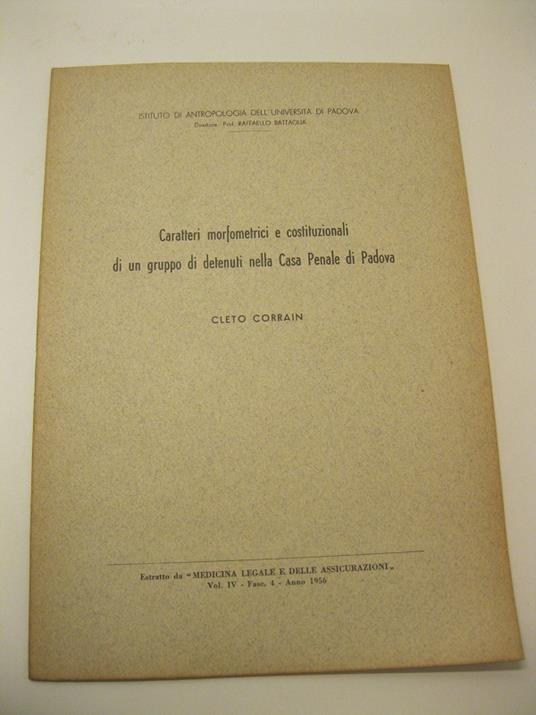 ISTITUTO DI ANTROPOLOGIA DELL'UNIVERSITÀ DI PADOVA
Direttore Prof. RAFFAELLO BATTAGLIA
Caratteri morfometrici e costituzionali
di un gruppo di detenuti nella Casa Penale di Padova
CLETO CORRAIN
Estratto da "MEDICINA LEGALE E DELLE ASSICURAZIONI„
Vol. IV - Fasc. 4 - Anno 1956